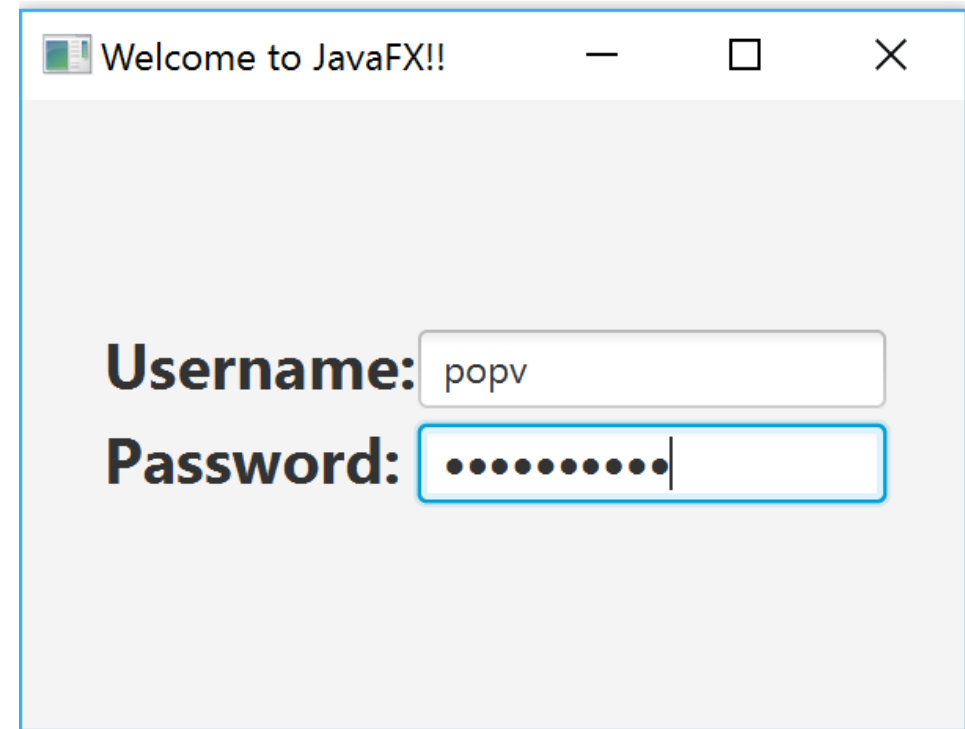 Welcome to JavaFX!!
Username: popv
Password: ••••••••••